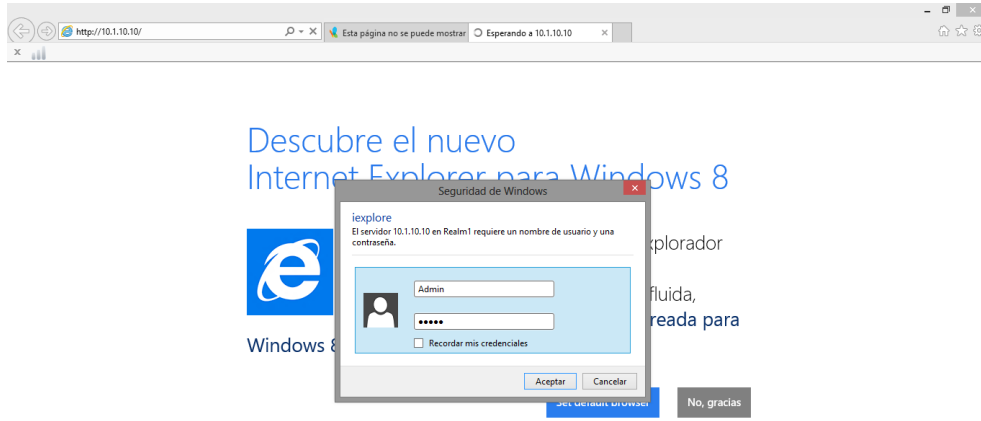 http://10.1.10.10/
Esta página no se puede mostrar
Esperando a 10.1.10.10
Descubre el nuevo
Internet Explorer para Windows 8
Seguridad de Windows
iexplore
El servidor 10.1.10.10 en Realm1 requiere un nombre de usuario y una
contraseña.
Admin
•••••
Recordar mis credenciales
Aceptar
Cancelar
xplorador
fluida,
reada para
Windows 8
Set default browser
No, gracias